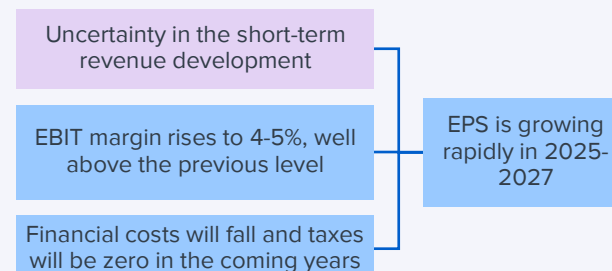 Uncertainty in the short-term
revenue development
EBIT margin rises to 4-5%, well
above the previous level
EPS is growing
rapidly in 2025-
2027
Financial costs will fall and taxes
will be zero in the coming years